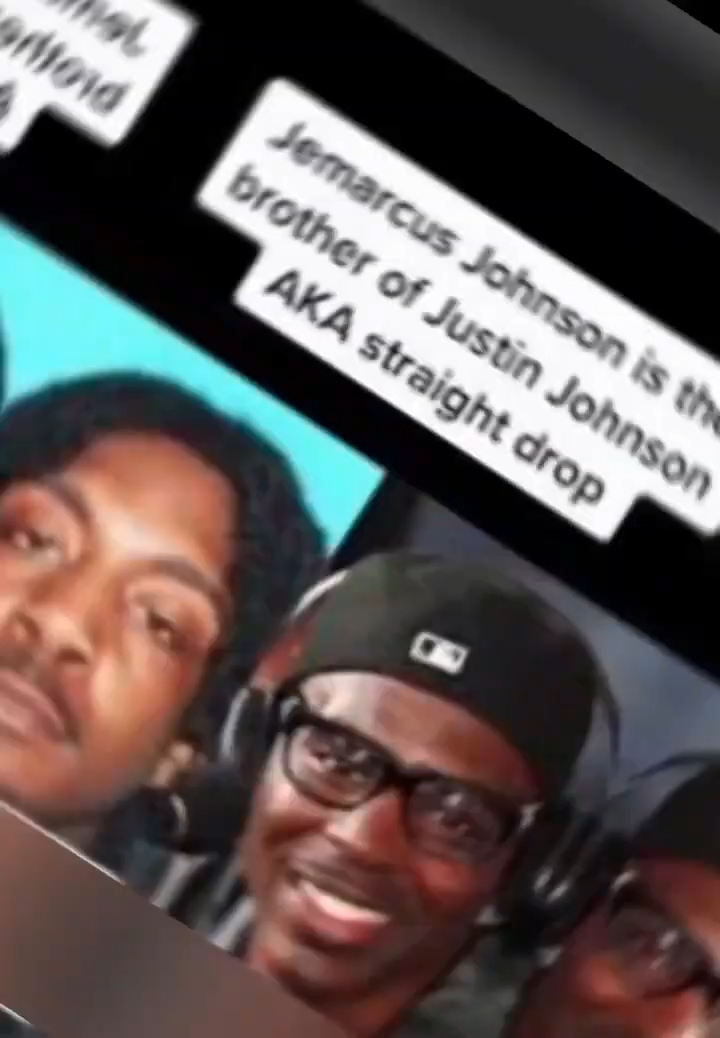 Jemarcus Johnson is the
brother of Justin Johnson
AKA straight drop